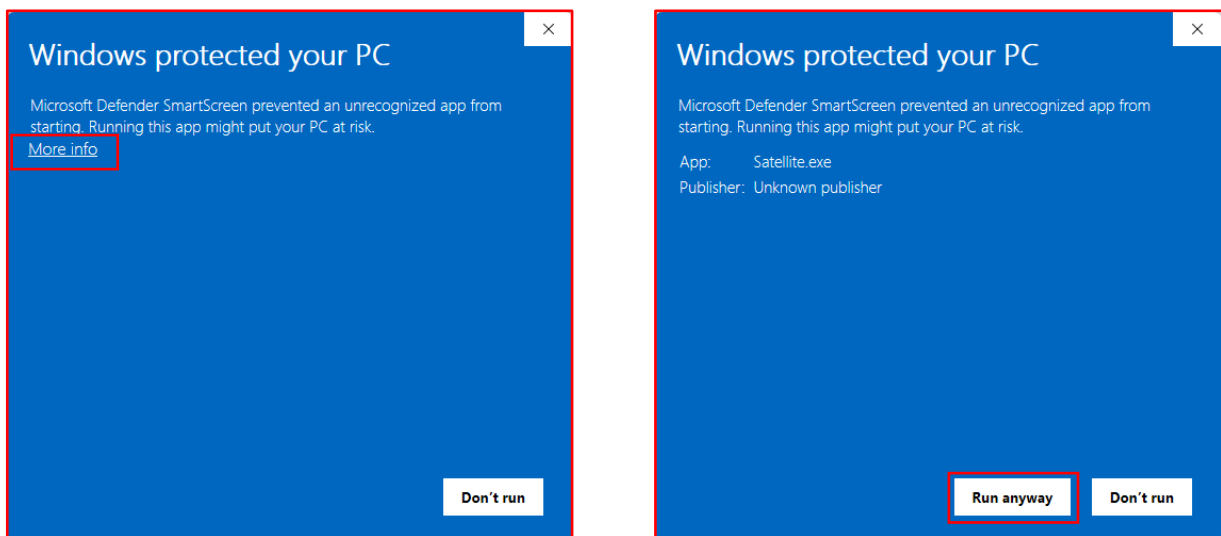 Windows protected your PC
Microsoft Defender SmartScreen prevented an unrecognized app from
starting. Running this app might put your PC at risk.
More info
Don't run
Windows protected your PC
Microsoft Defender SmartScreen prevented an unrecognized app from
starting. Running this app might put your PC at risk.
App: Satellite.exe
Publisher: Unknown publisher
Run anyway Don't run